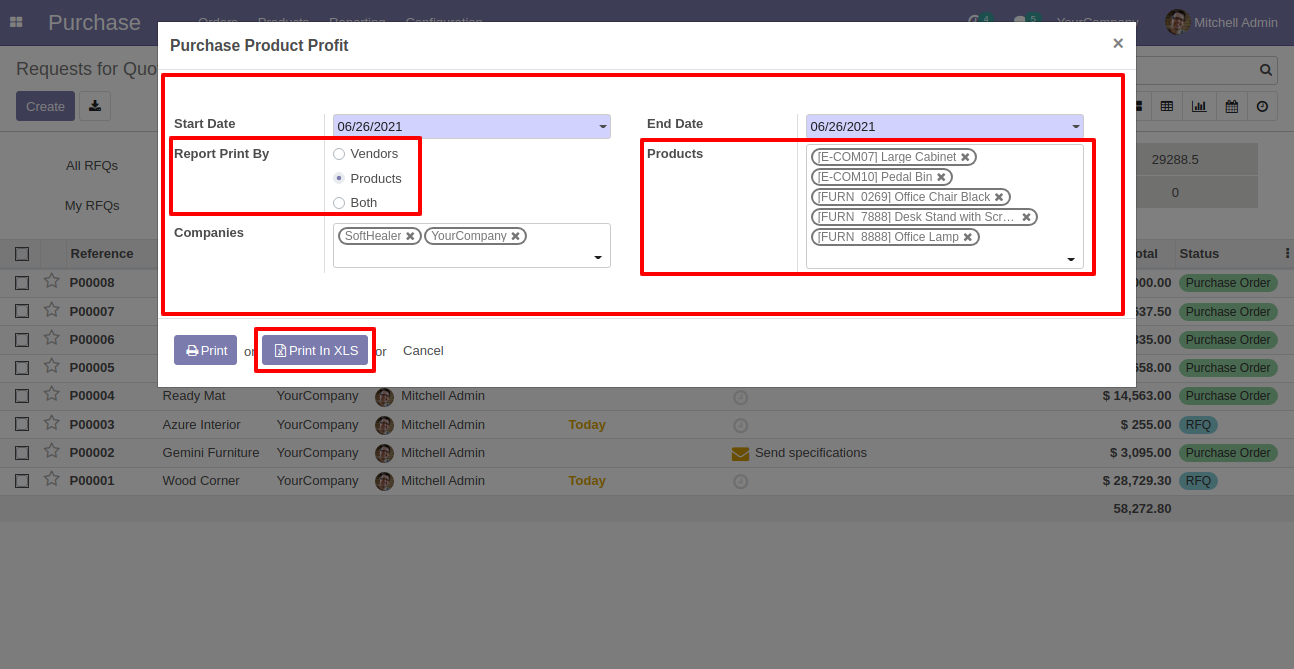 Purchase Orders Products Reporting Configuration 4 5 YourCompany Mitchell Admin
Purchase Product Profit ×
Requests for Quo
Create
Start Date 06/26/2021 End Date 06/26/2021
Report Print By Vendors Products [E-COM07] Large Cabinet ✖
All RFQs 29288.5
Products [E-COM10] Pedal Bin ✖
My RFQs 0
Both [FURN_0269] Office Chair Black ✖
[FURN_7888] Desk Stand with Scr... ✖
Companies SoftHealer ✖ YourCompany ✖ [FURN_8888] Office Lamp ✖
Reference otal Status
P00008 000.00 Purchase Order
P00007 637.50 Purchase Order
P00006 335.00 Purchase Order
Print or Print In XLS or Cancel
P00005 658.00 Purchase Order
P00004 Ready Mat YourCompany Mitchell Admin $ 14,563.00 Purchase Order
P00003 Azure Interior YourCompany Mitchell Admin Today $ 255.00 RFQ
P00002 Gemini Furniture YourCompany Mitchell Admin Send specifications $ 3,095.00 Purchase Order
P00001 Wood Corner YourCompany Mitchell Admin Today $ 28,729.30 RFQ
58,272.80